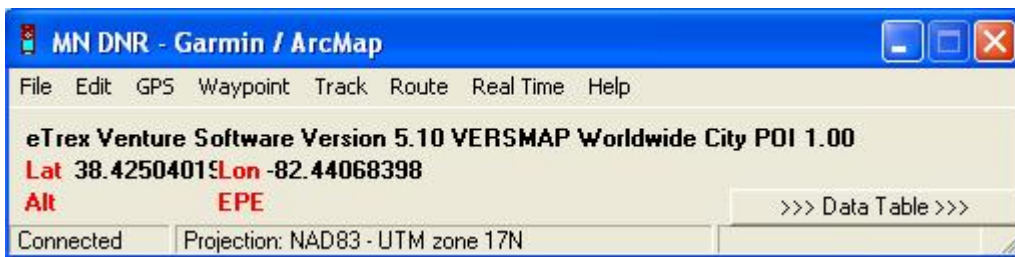 MN DNR - Garmin / ArcMap
File Edit GPS Waypoint Track Route Real Time Help
eTrex Venture Software Version 5.10 VERSMAP Worldwide City POI 1.00
Lat 38.42504019 Lon -82.44068398
Alt EPE
>>> Data Table >>>
Connected Projection: NAD83 - UTM zone 17N